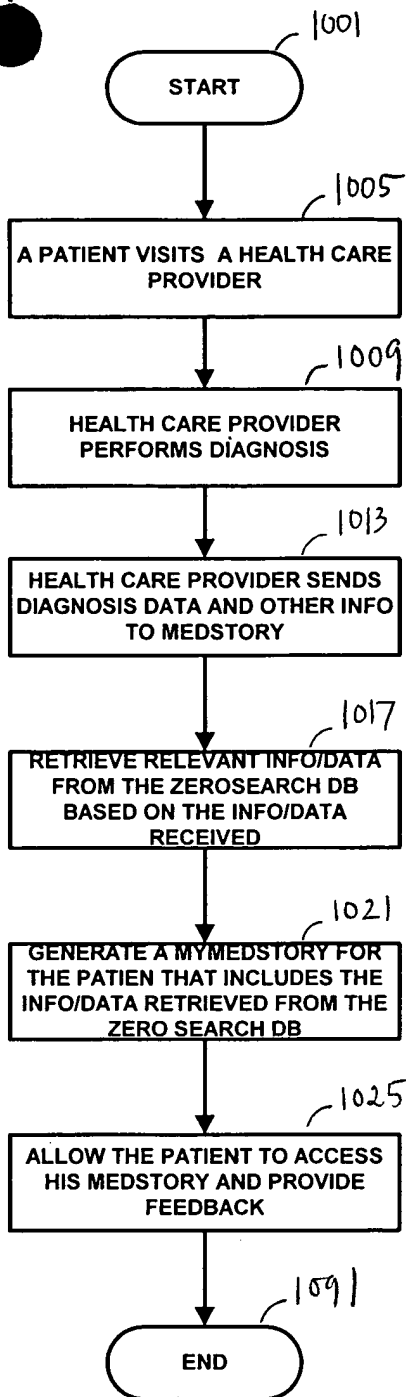 1001
START
1005
A PATIENT VISITS A HEALTH CARE
PROVIDER
1009
HEALTH CARE PROVIDER
PERFORMS DIAGNOSIS
1013
HEALTH CARE PROVIDER SENDS
DIAGNOSIS DATA AND OTHER INFO
TO MEDSTORY
1017
RETRIEVE RELEVANT INFO/DATA
FROM THE ZEROSEARCH DB
BASED ON THE INFO/DATA
RECEIVED
1021
GENERATE A MYMEDSTORY FOR
THE PATIEN THAT INCLUDES THE
INFO/DATA RETRIEVED FROM THE
ZERO SEARCH DB
1025
ALLOW THE PATIENT TO ACCESS
HIS MEDSTORY AND PROVIDE
FEEDBACK
1091
END